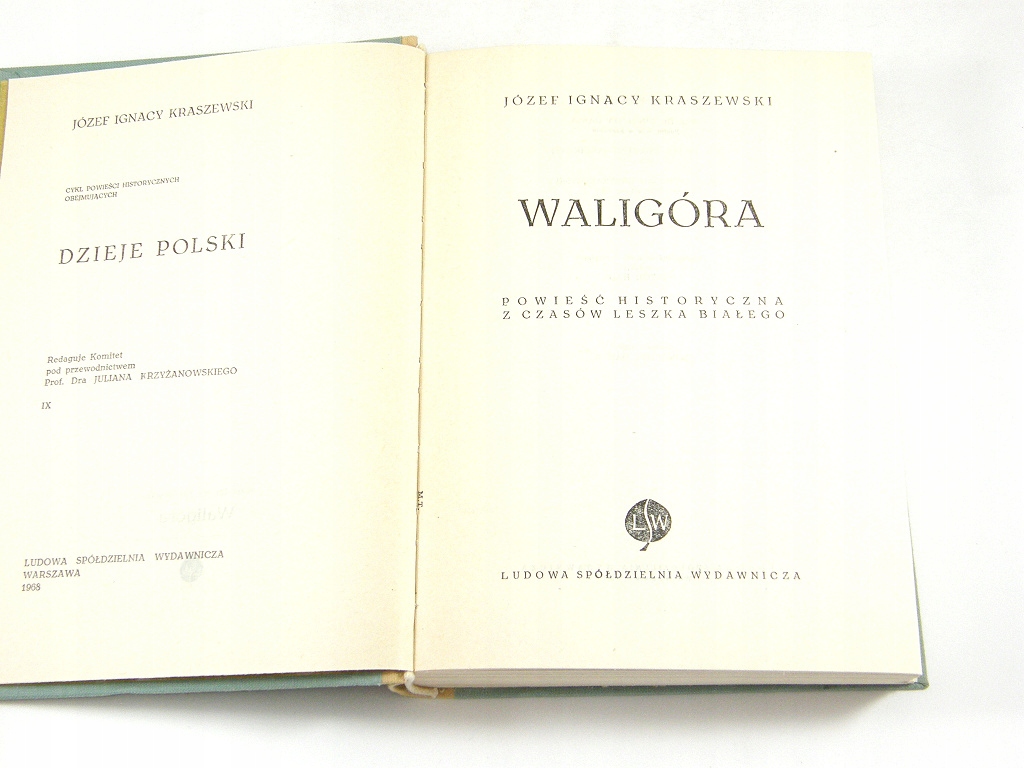 JÓZEF IGNACY KRASZEWSKI
CYKL POWIEŚCI HISTORYCZNYCH
OBEJMUJĄCYCH
DZIEJE POLSKI
Redaguje Komitet
pod przewodnictwem
Prof. Dra JULIANA KRZYŻANOWSKIEGO
IX
LUDOWA SPÓŁDZIELNIA WYDAWNICZA
WARSZAWA
1968
M.T.
JÓZEF IGNACY KRASZEWSKI
WALIGÓRA
POWIEŚĆ HISTORYCZNA
Z CZASÓW LESZKA BIAŁEGO
LSW
LUDOWA SPÓŁDZIELNIA WYDAWNICZA